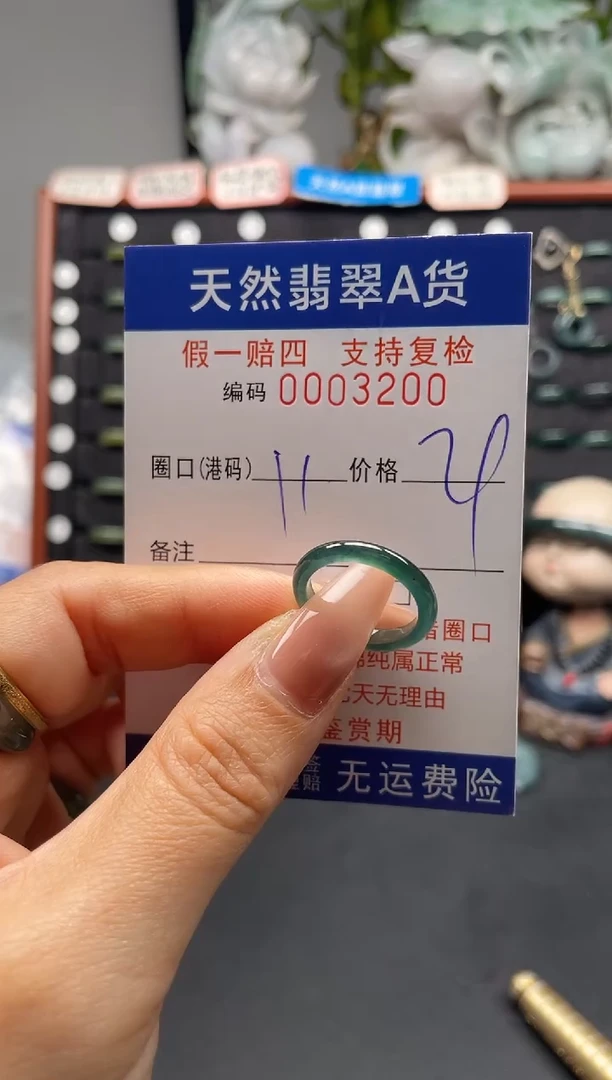 天然翡翠A货
假一赔四 支持复检
编码 0003200
圈口(港码) 11 价格
备注
圈口
纯属正常
天无理由
鉴赏期
无运费险